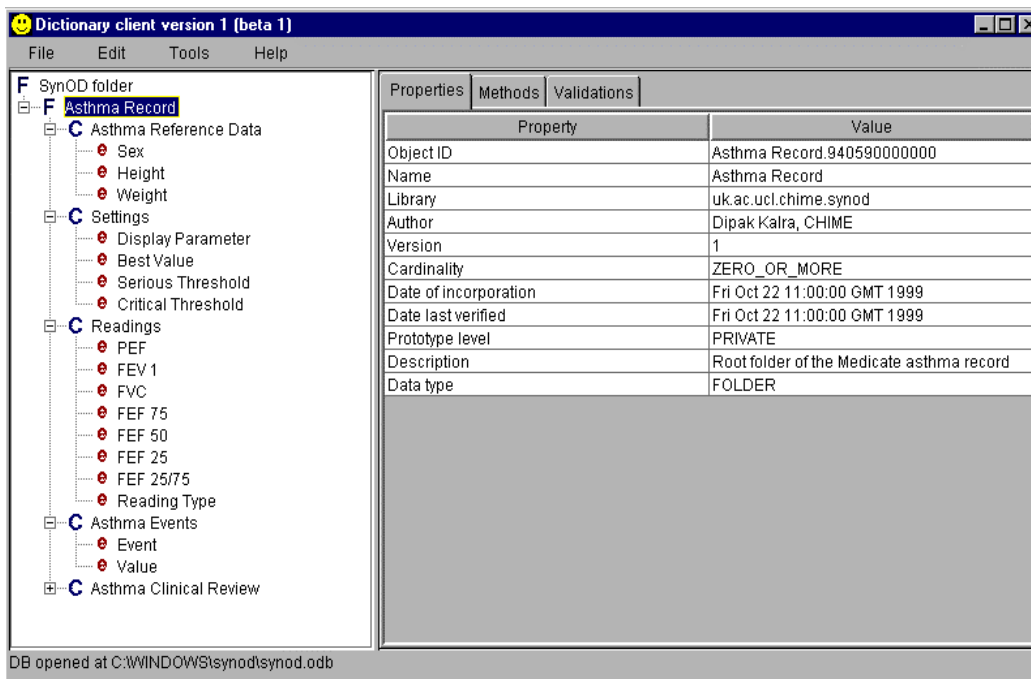 Dictionary client version 1 (beta 1)
File Edit Tools Help
F SynOD folder
F Asthma Record
C Asthma Reference Data
e Sex
e Height
e Weight
C Settings
e Display Parameter
e Best Value
e Serious Threshold
e Critical Threshold
C Readings
e PEF
e FEV 1
e FVC
e FEF 75
e FEF 50
e FEF 25
e FEF 25/75
e Reading Type
C Asthma Events
e Event
e Value
C Asthma Clinical Review
Properties Methods Validations
Property Value
Object ID Asthma Record.940590000000
Name Asthma Record
Library uk.ac.ucl.chime.synod
Author Dipak Kalra, CHIME
Version 1
Cardinality ZERO_OR_MORE
Date of incorporation Fri Oct 22 11:00:00 GMT 1999
Date last verified Fri Oct 22 11:00:00 GMT 1999
Prototype level PRIVATE
Description Root folder of the Medicate asthma record
Data type FOLDER
DB opened at C:\WINDOWS\synod\synod.odb